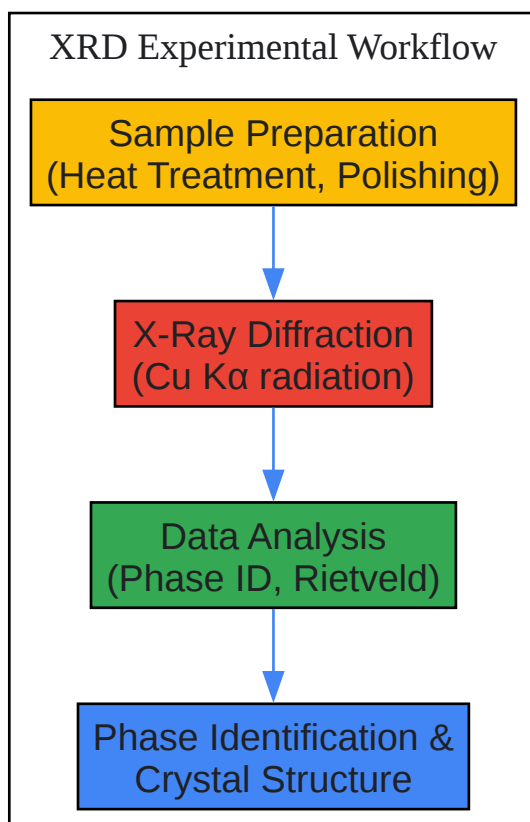 XRD Experimental Workflow
Sample Preparation
(Heat Treatment, Polishing)
X-Ray Diffraction
(Cu Kα radiation)
Data Analysis
(Phase ID, Rietveld)
Phase Identification &
Crystal Structure